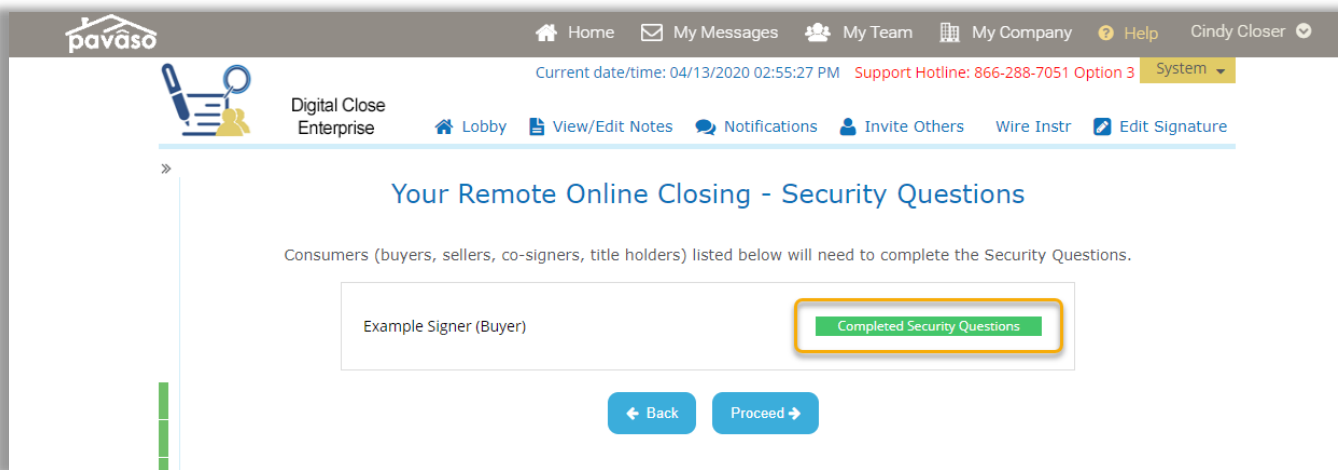 pavaso
Home My Messages My Team My Company ? Help Cindy Closer
Current date/time: 04/13/2020 02:55:27 PM Support Hotline: 866-288-7051 Option 3 System
Digital Close
Enterprise
Lobby View/Edit Notes Notifications Invite Others Wire Instr Edit Signature
»
Your Remote Online Closing - Security Questions
Consumers (buyers, sellers, co-signers, title holders) listed below will need to complete the Security Questions.
Example Signer (Buyer) Completed Security Questions
Back Proceed